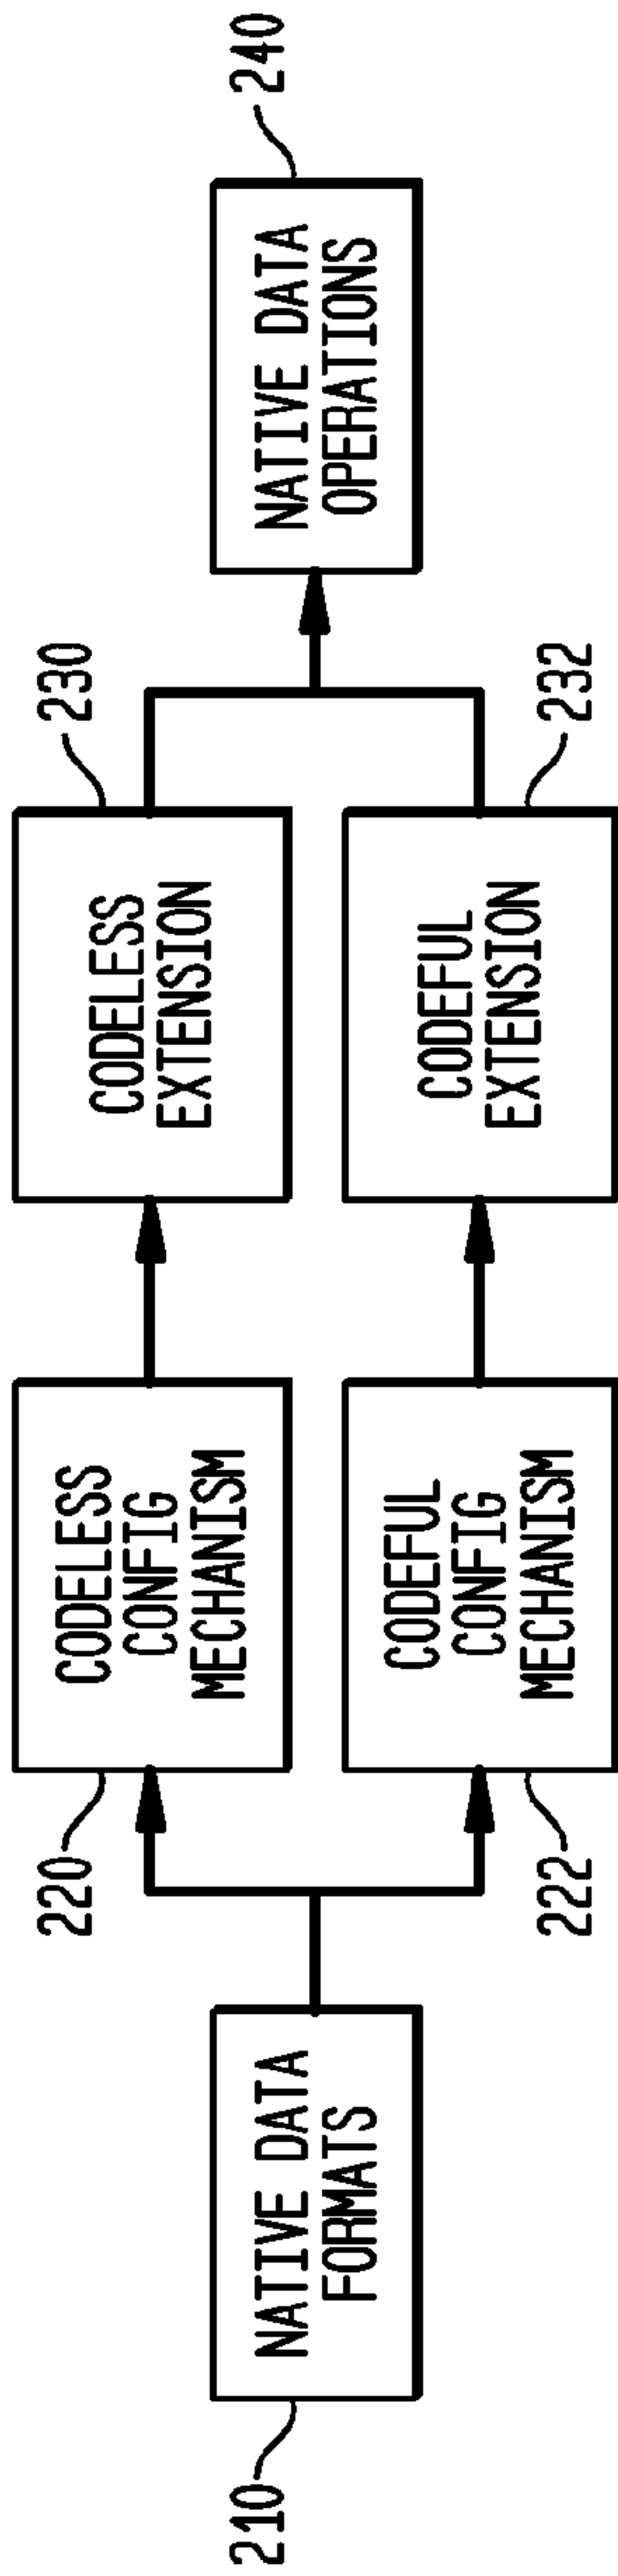 210
NATIVE DATA
FORMATS
220
CODELESS
CONFIG
MECHANISM
222
CODEFUL
CONFIG
MECHANISM
230
CODELESS
EXTENSION
232
CODEFUL
EXTENSION
240
NATIVE DATA
OPERATIONS